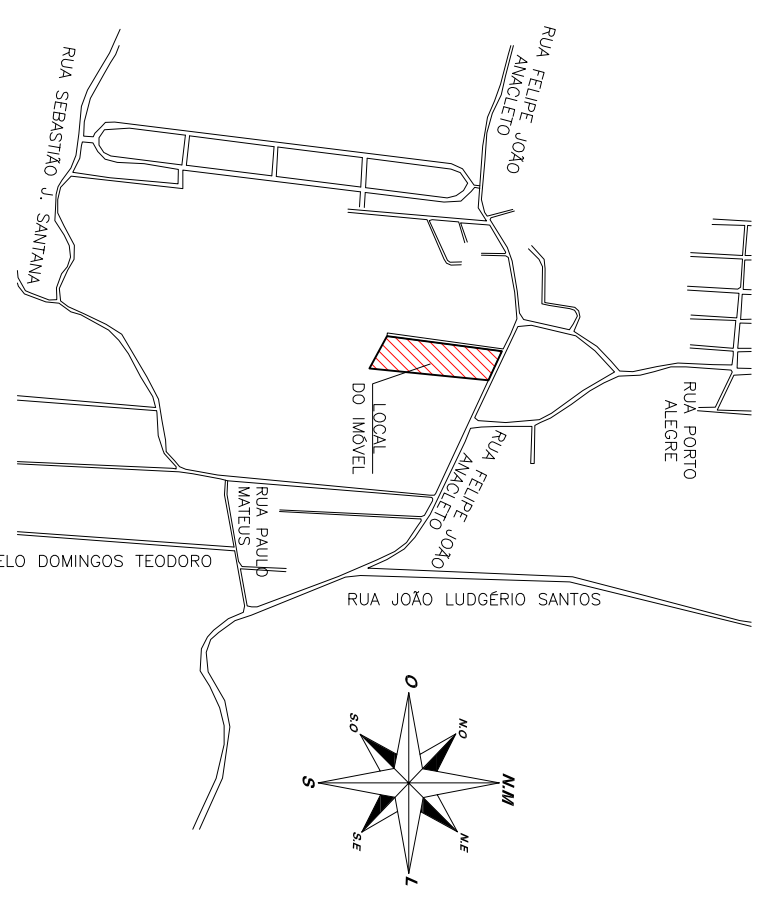 RUA FELIPE JOÃO
ANACLETO
RUA SEBASTIÃO J. SANTANA
RUA PORTO
ALEGRE
LOCAL
DO IMÓVEL
RUA FELIPE JOÃO
ANACLETO
RUA PAULO
MATEUS
ELO DOMINGOS TEODORO
RUA JOÃO LUDGÉRIO SANTOS
O
S.O
N.O
S
N.M
S.E
N.E
L